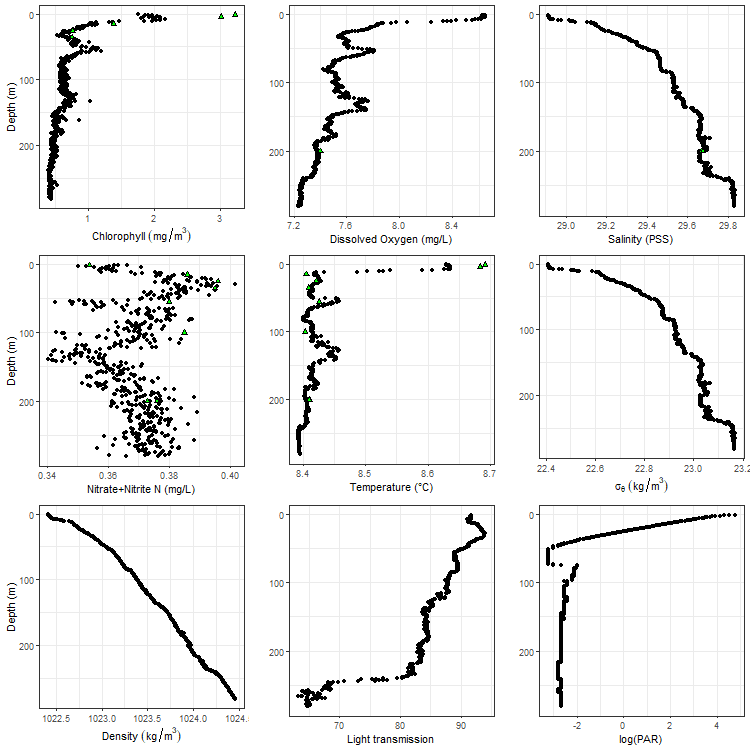 0
100
200
Depth (m)
1 2 3
Chlorophyll (mg/m³)
0
100
200
7.2 7.6 8.0 8.4
Dissolved Oxygen (mg/L)
0
100
200
29.0 29.2 29.4 29.6 29.8
Salinity (PSS)
0
100
200
Depth (m)
0.34 0.36 0.38 0.40
Nitrate+Nitrite N (mg/L)
0
100
200
8.4 8.5 8.6 8.7
Temperature (°C)
0
100
200
22.4 22.6 22.8 23.0 23.2
σθ (kg/m³)
0
100
200
Depth (m)
1022.5 1023.0 1023.5 1024.0 1024.
Density (kg/m³)
0
100
200
70 80 90
Light transmission
0
100
200
-2 0 2 4
log(PAR)